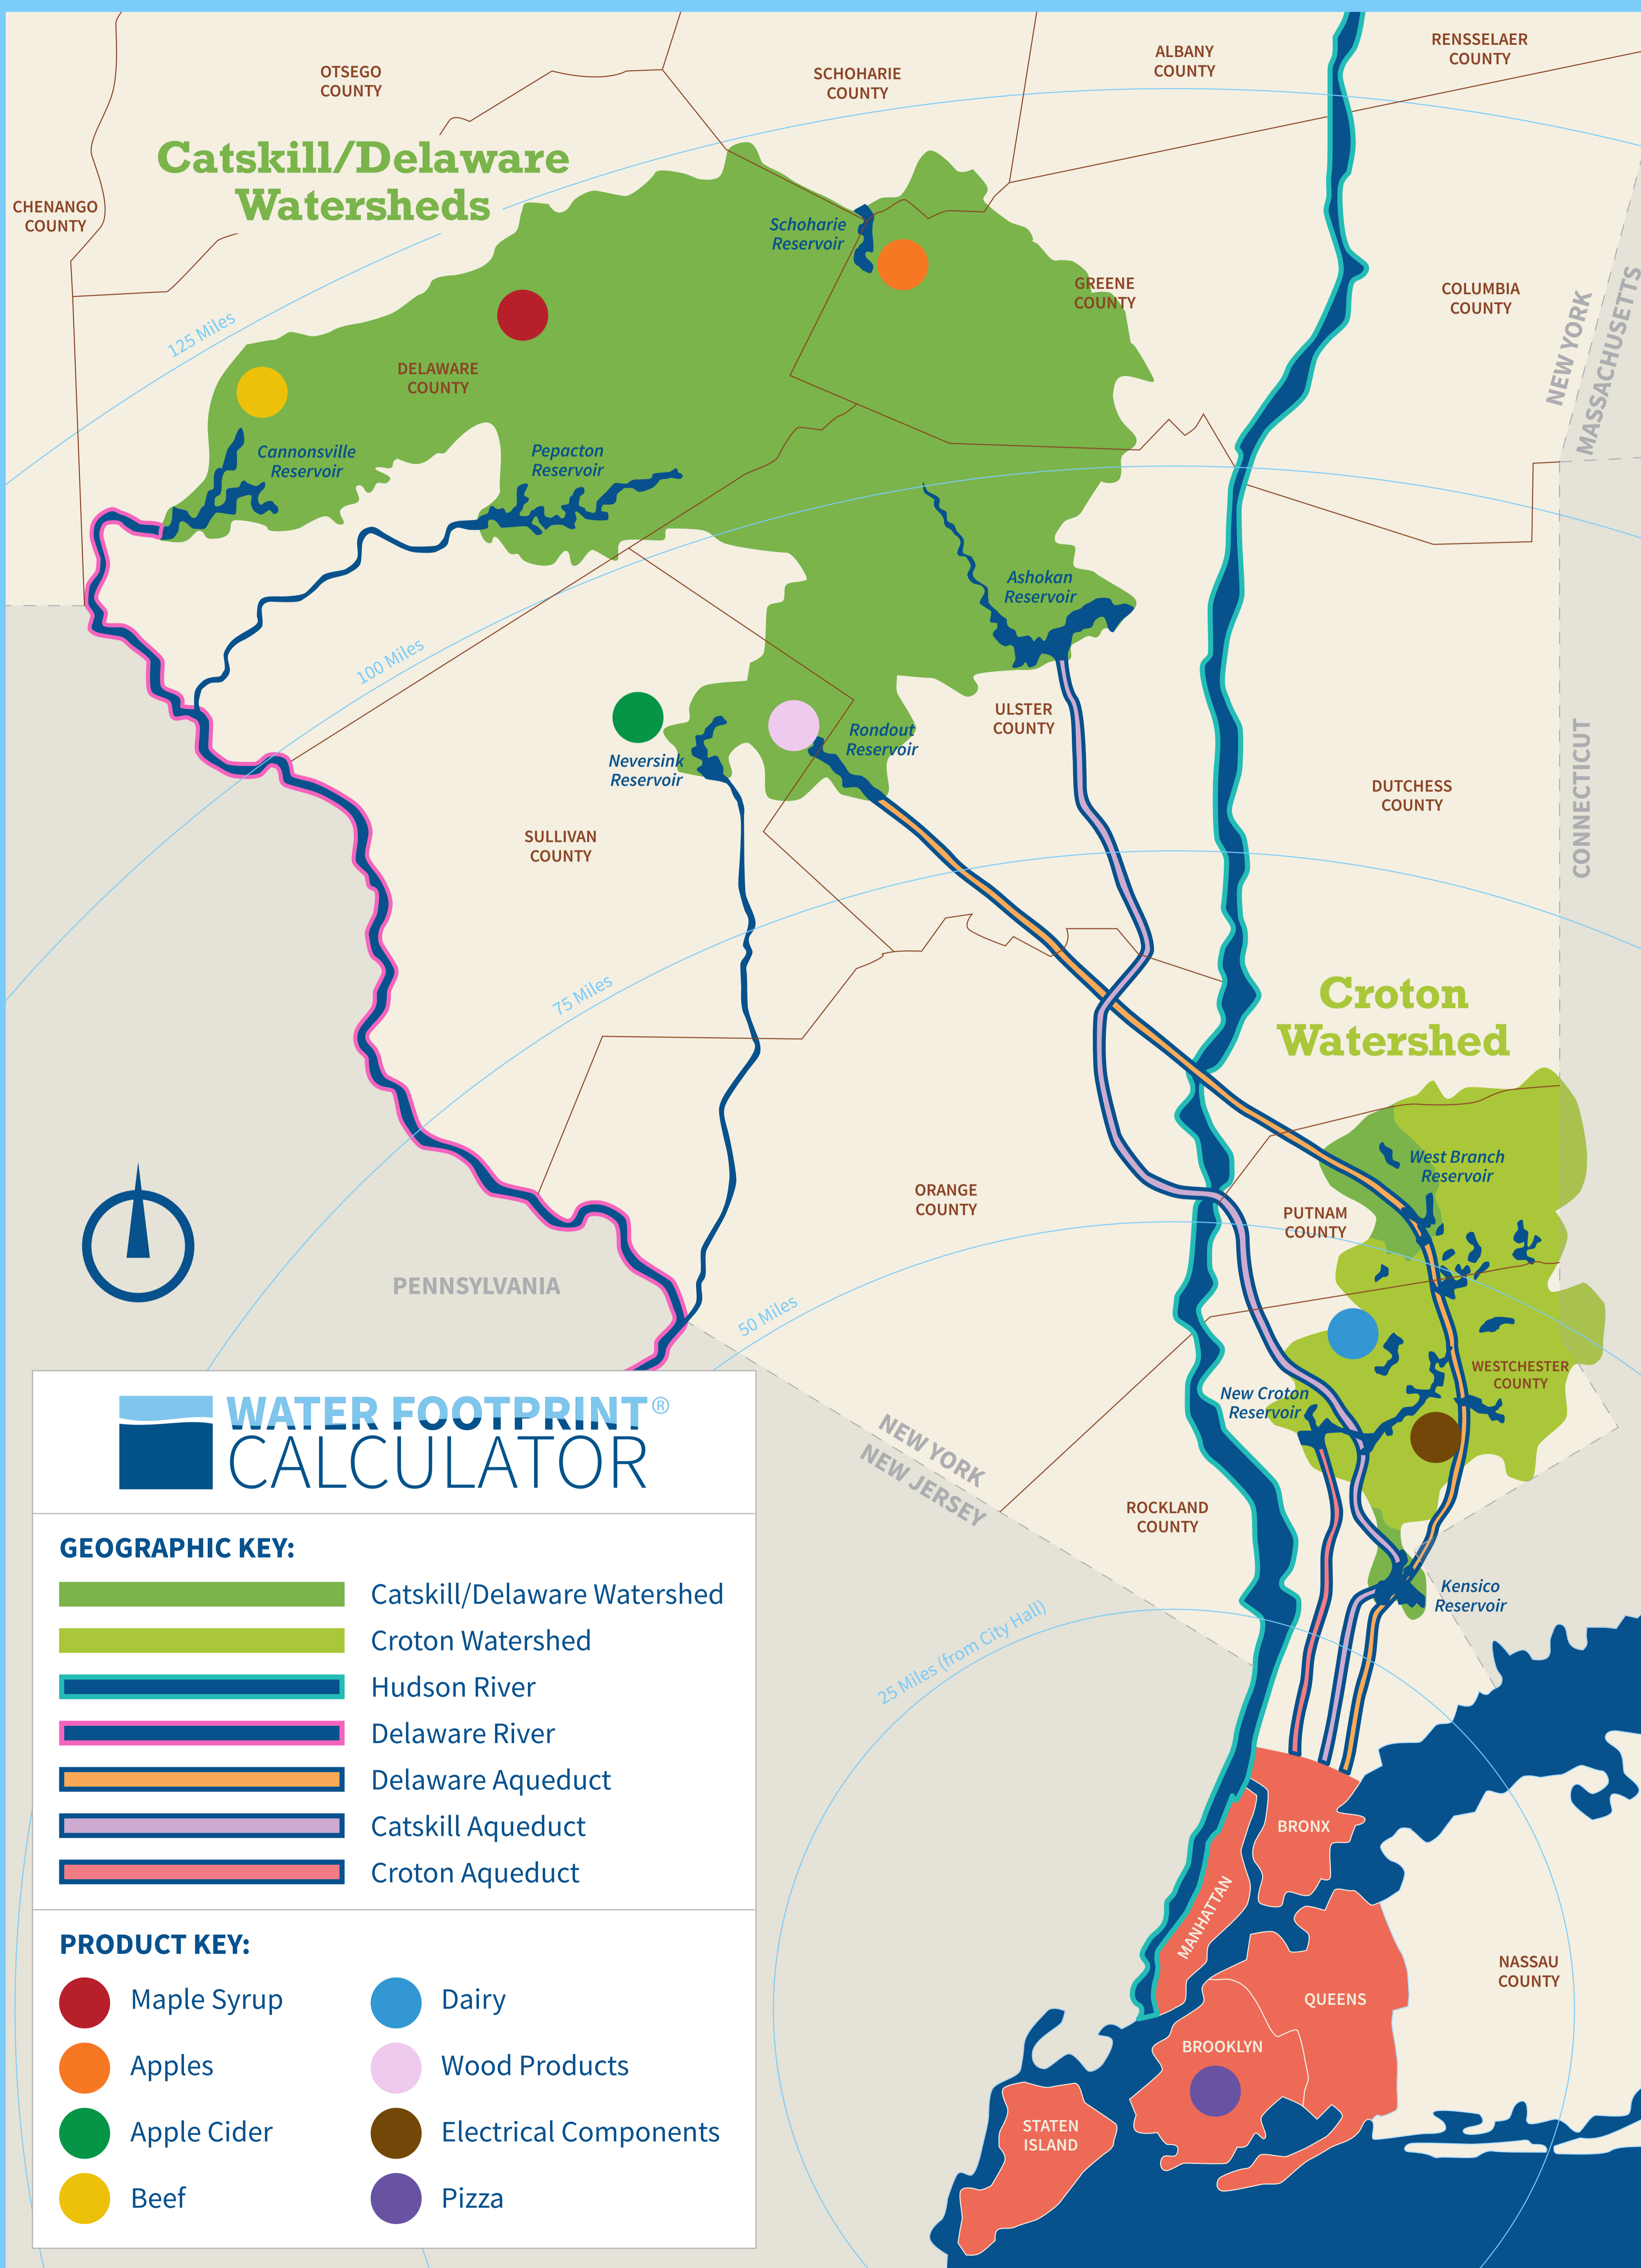 OTSEGO
COUNTY
SCHOHARIE
COUNTY
ALBANY
COUNTY
RENSSELAER
COUNTY
Catskill/Delaware
Watersheds
CHENANGO
COUNTY
Schoharie
Reservoir
GREENE
COUNTY
COLUMBIA
COUNTY
NEW YORK
MASSACHUSETTS
125 Miles
DELAWARE
COUNTY
Cannonsville
Reservoir
Pepacton
Reservoir
Ashokan
Reservoir
100 Miles
ULSTER
COUNTY
Rondout
Reservoir
Neversink
Reservoir
DUTCHESS
COUNTY
CONNECTICUT
SULLIVAN
COUNTY
75 Miles
Croton
Watershed
West Branch
Reservoir
ORANGE
COUNTY
PUTNAM
COUNTY
PENNSYLVANIA
50 Miles
WESTCHESTER
COUNTY
New Croton
Reservoir
NEW YORK
NEW JERSEY
ROCKLAND
COUNTY
Kensico
Reservoir
25 Miles (from City Hall)
WATER FOOTPRINT®
CALCULATOR
GEOGRAPHIC KEY:
Catskill/Delaware Watershed
Croton Watershed
Hudson River
Delaware River
Delaware Aqueduct
Catskill Aqueduct
Croton Aqueduct
PRODUCT KEY:
Maple Syrup
Dairy
Apples
Wood Products
Apple Cider
Electrical Components
Beef
Pizza
BRONX
MANHATTAN
NASSAU
COUNTY
QUEENS
BROOKLYN
STATEN
ISLAND